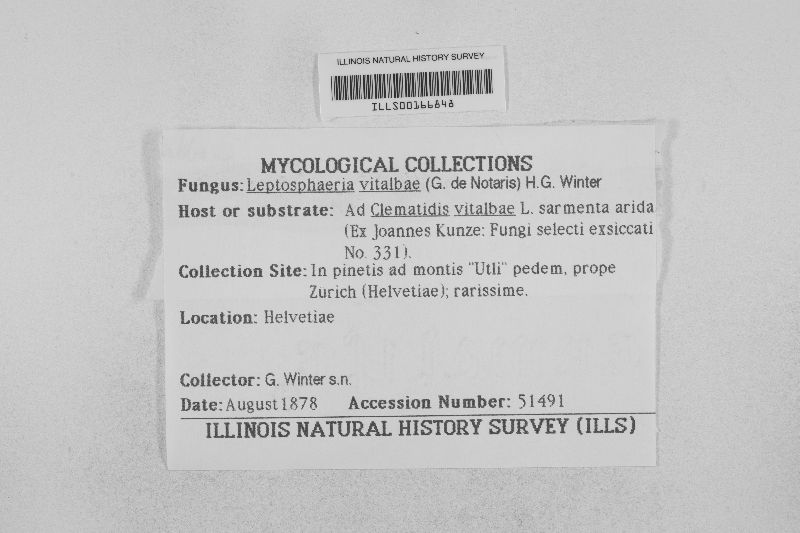 ILLINOIS NATURAL HISTORY SURVEY
ILLS00166848
MYCOLOGICAL COLLECTIONS
Fungus: Leptosphaeria vitalbae (G. de Notaris) H.G. Winter
Host or substrate: Ad Clematidis vitalbae L. sarmenta arida
(Ex Joannes Kunze: Fungi selecti exsiccati
No. 331).
Collection Site: In pinetis ad montis "Utli" pedem, prope
Zurich (Helvetiae); rarissime.
Location: Helvetiae
Collector: G. Winter s.n.
Date: August 1878 Accession Number: 51491
ILLINOIS NATURAL HISTORY SURVEY (ILLS)